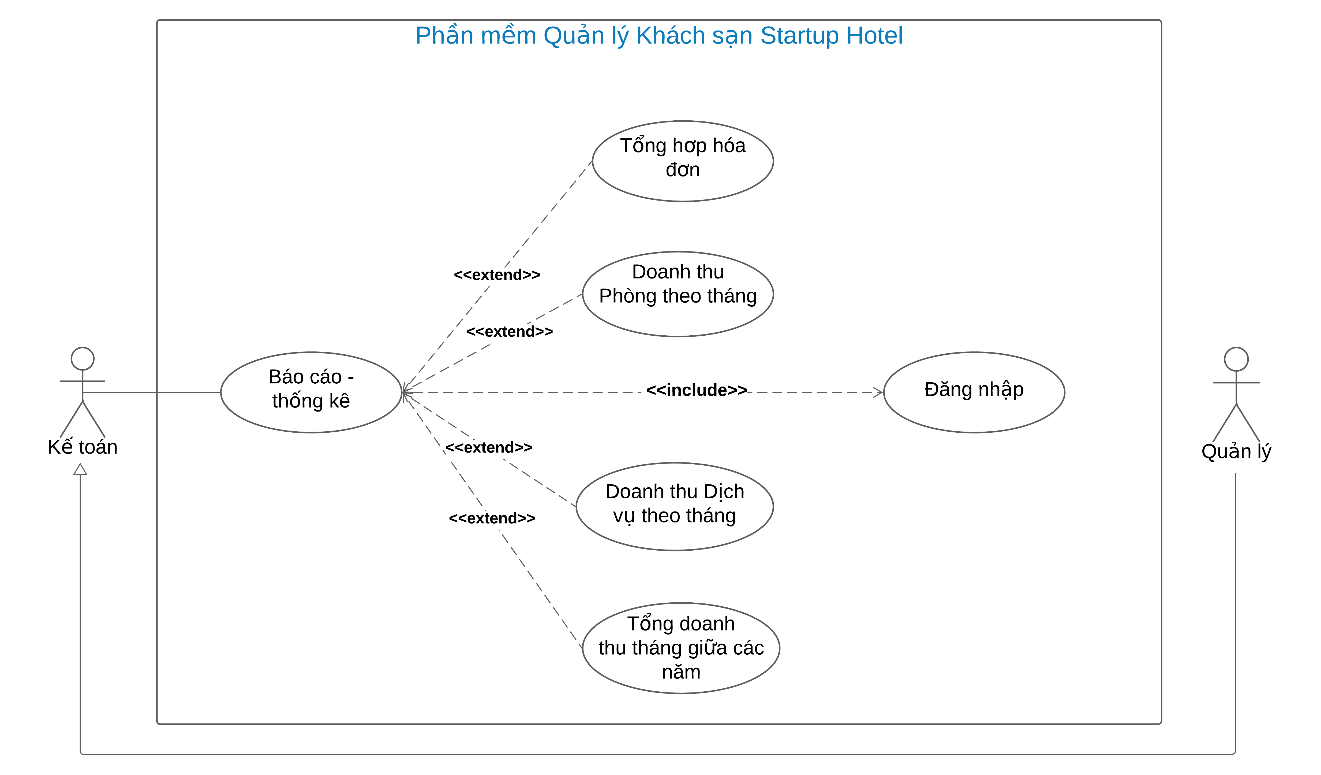 Phần mềm Quản lý Khách sạn Startup Hotel
Tổng hơp hóa
đơn
<<extend>>
Doanh thu
Phòng theo tháng
<<extend>>
Báo cáo -
thống kê
<<include>>
Đăng nhập
Kế toán
Quản lý
<<extend>>
Doanh thu Dịch
vụ theo tháng
<<extend>>
Tổng doanh
thu tháng giữa các
năm